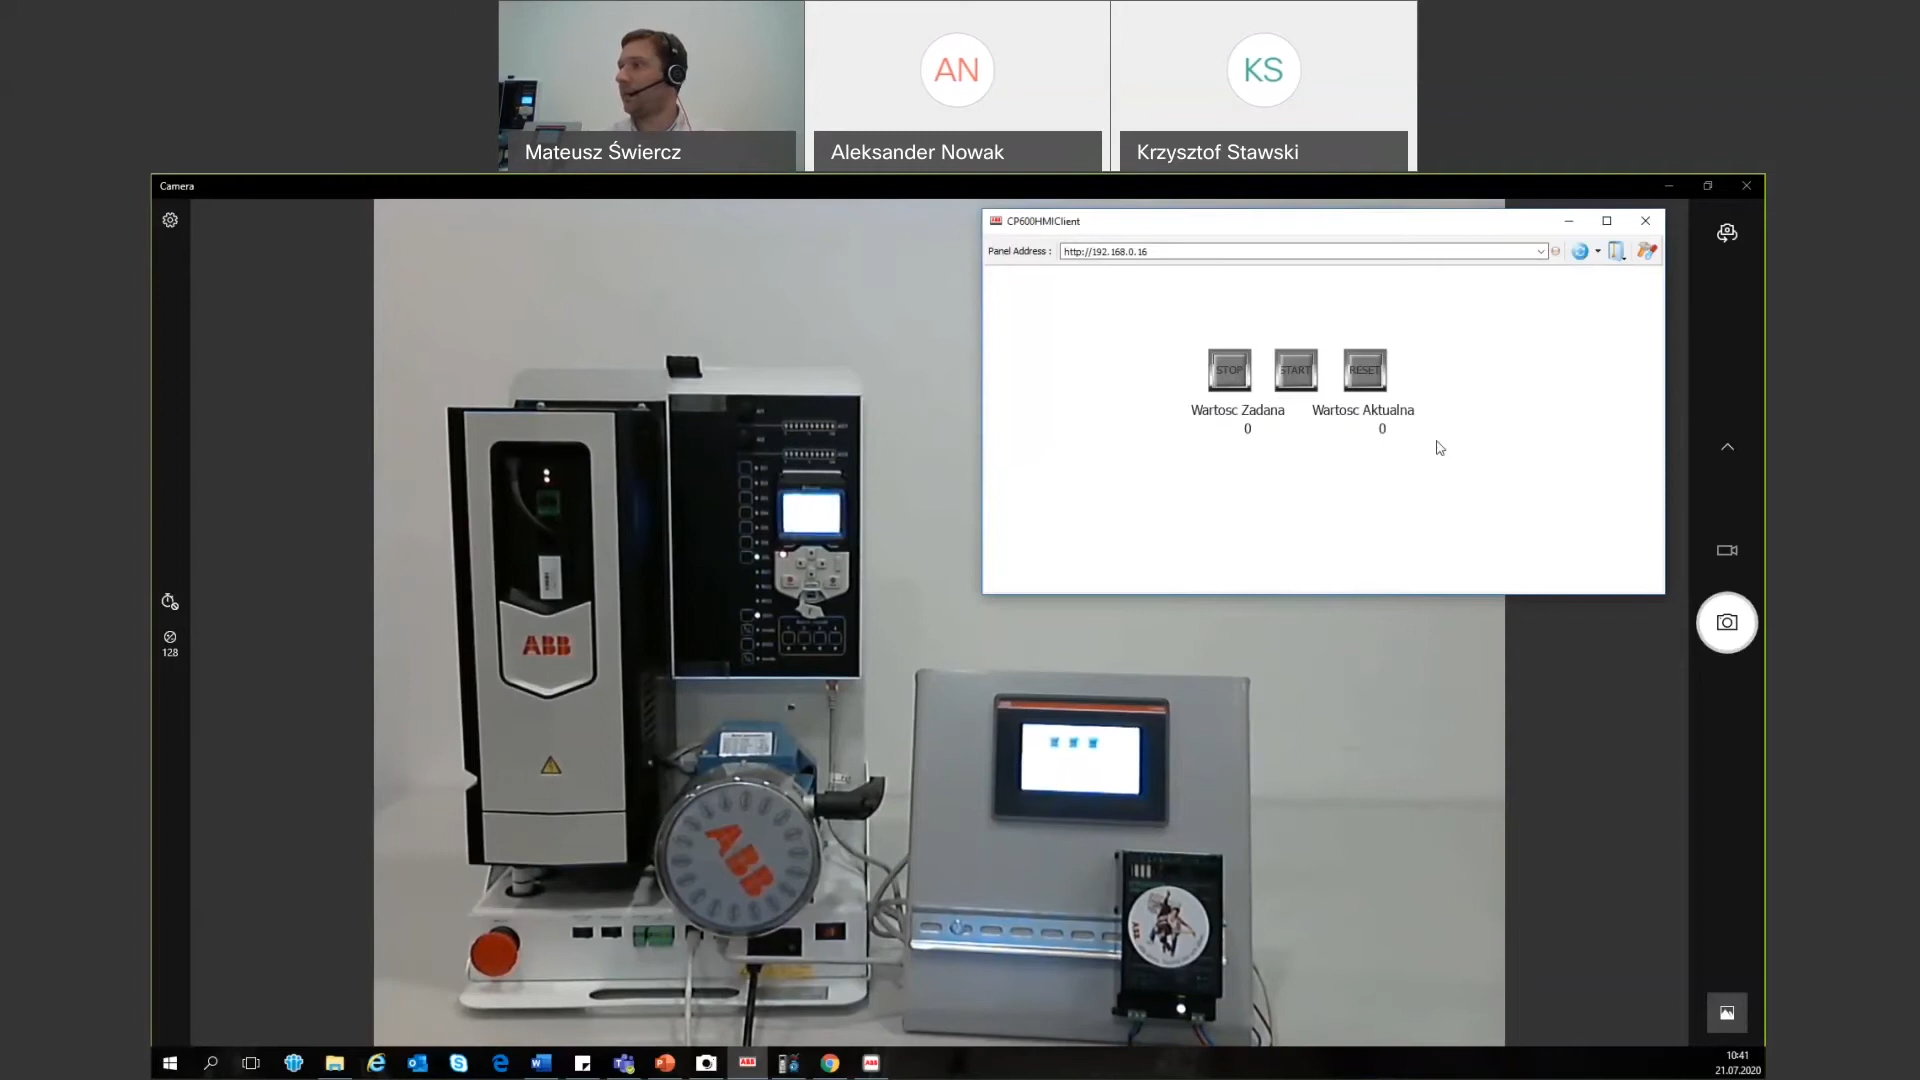 AN
KS
Mateusz Świercz
Aleksander Nowak
Krzysztof Stawski
Camera
CP600HMIClient
Panel Address :
http://192.168.0.16
STOP
START
RESET
Wartosc Zadana
Wartosc Aktualna
0
0
128
ABB
ABB
ABB
10:41
21.07.2020